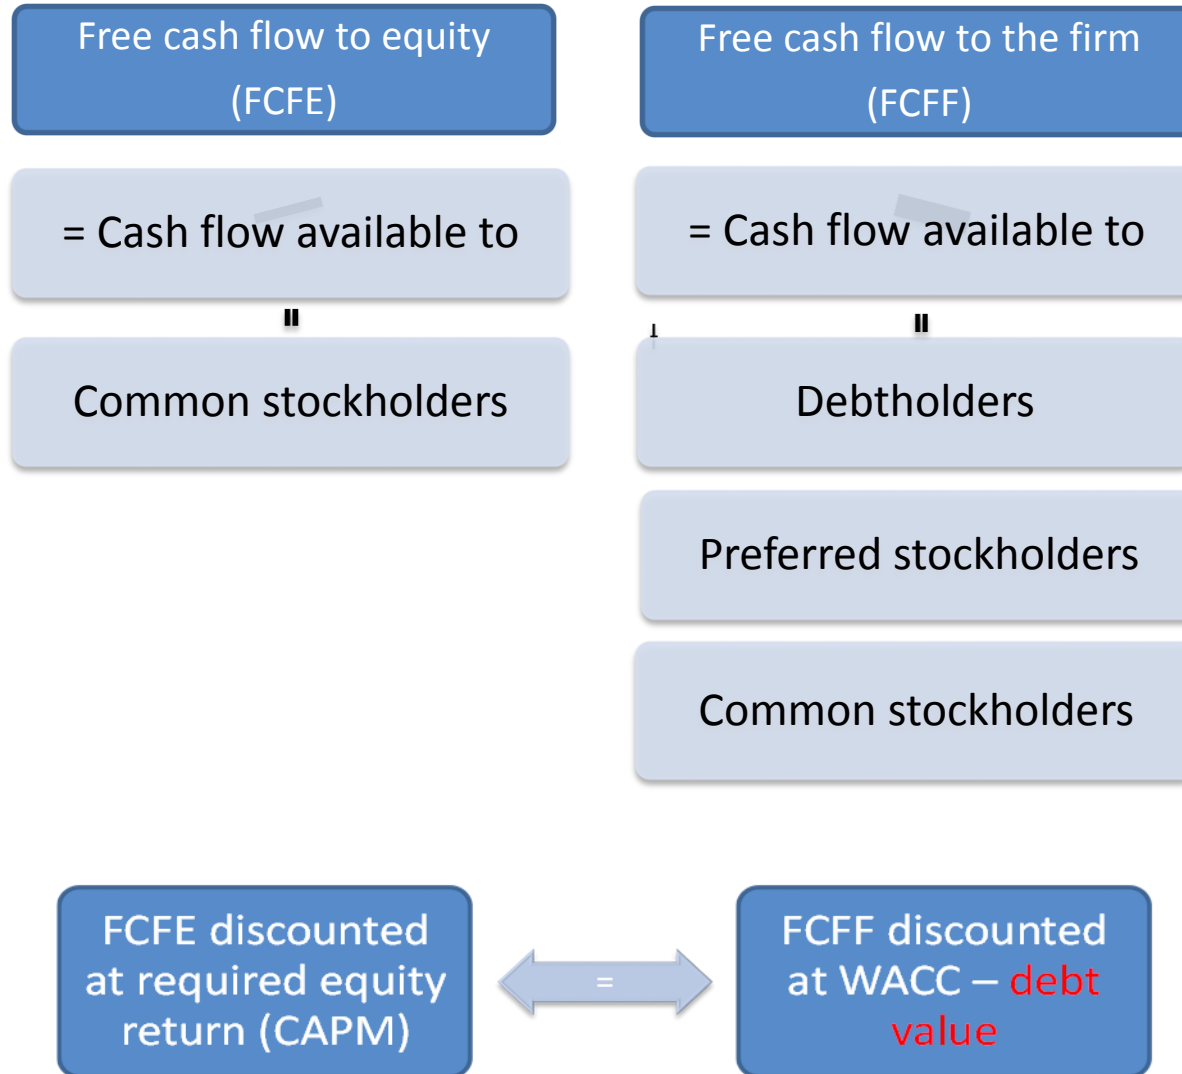 Free cash flow to equity
(FCFE)
= Cash flow available to
Common stockholders
Free cash flow to the firm
(FCFF)
= Cash flow available to
Debtholders
Preferred stockholders
Common stockholders
FCFE discounted
at required equity
return (CAPM)
=
FCFF discounted
at WACC – debt
value